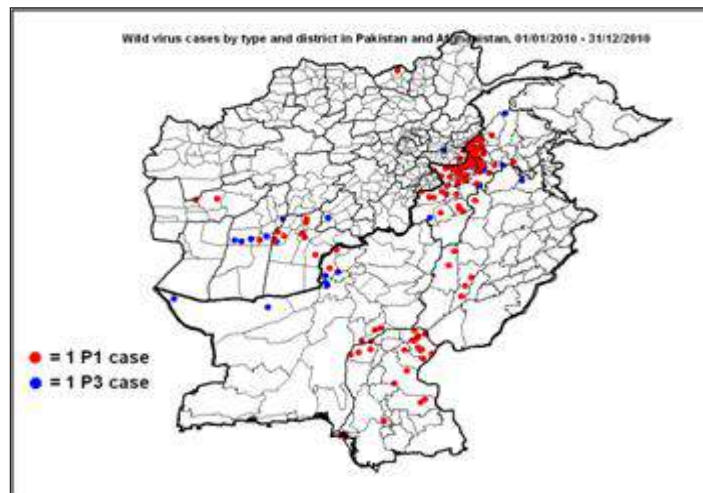 Wild virus cases by type and district in Pakistan and Afghanistan, 01/01/2010 - 31/12/2010
= 1 P1 case
= 1 P3 case